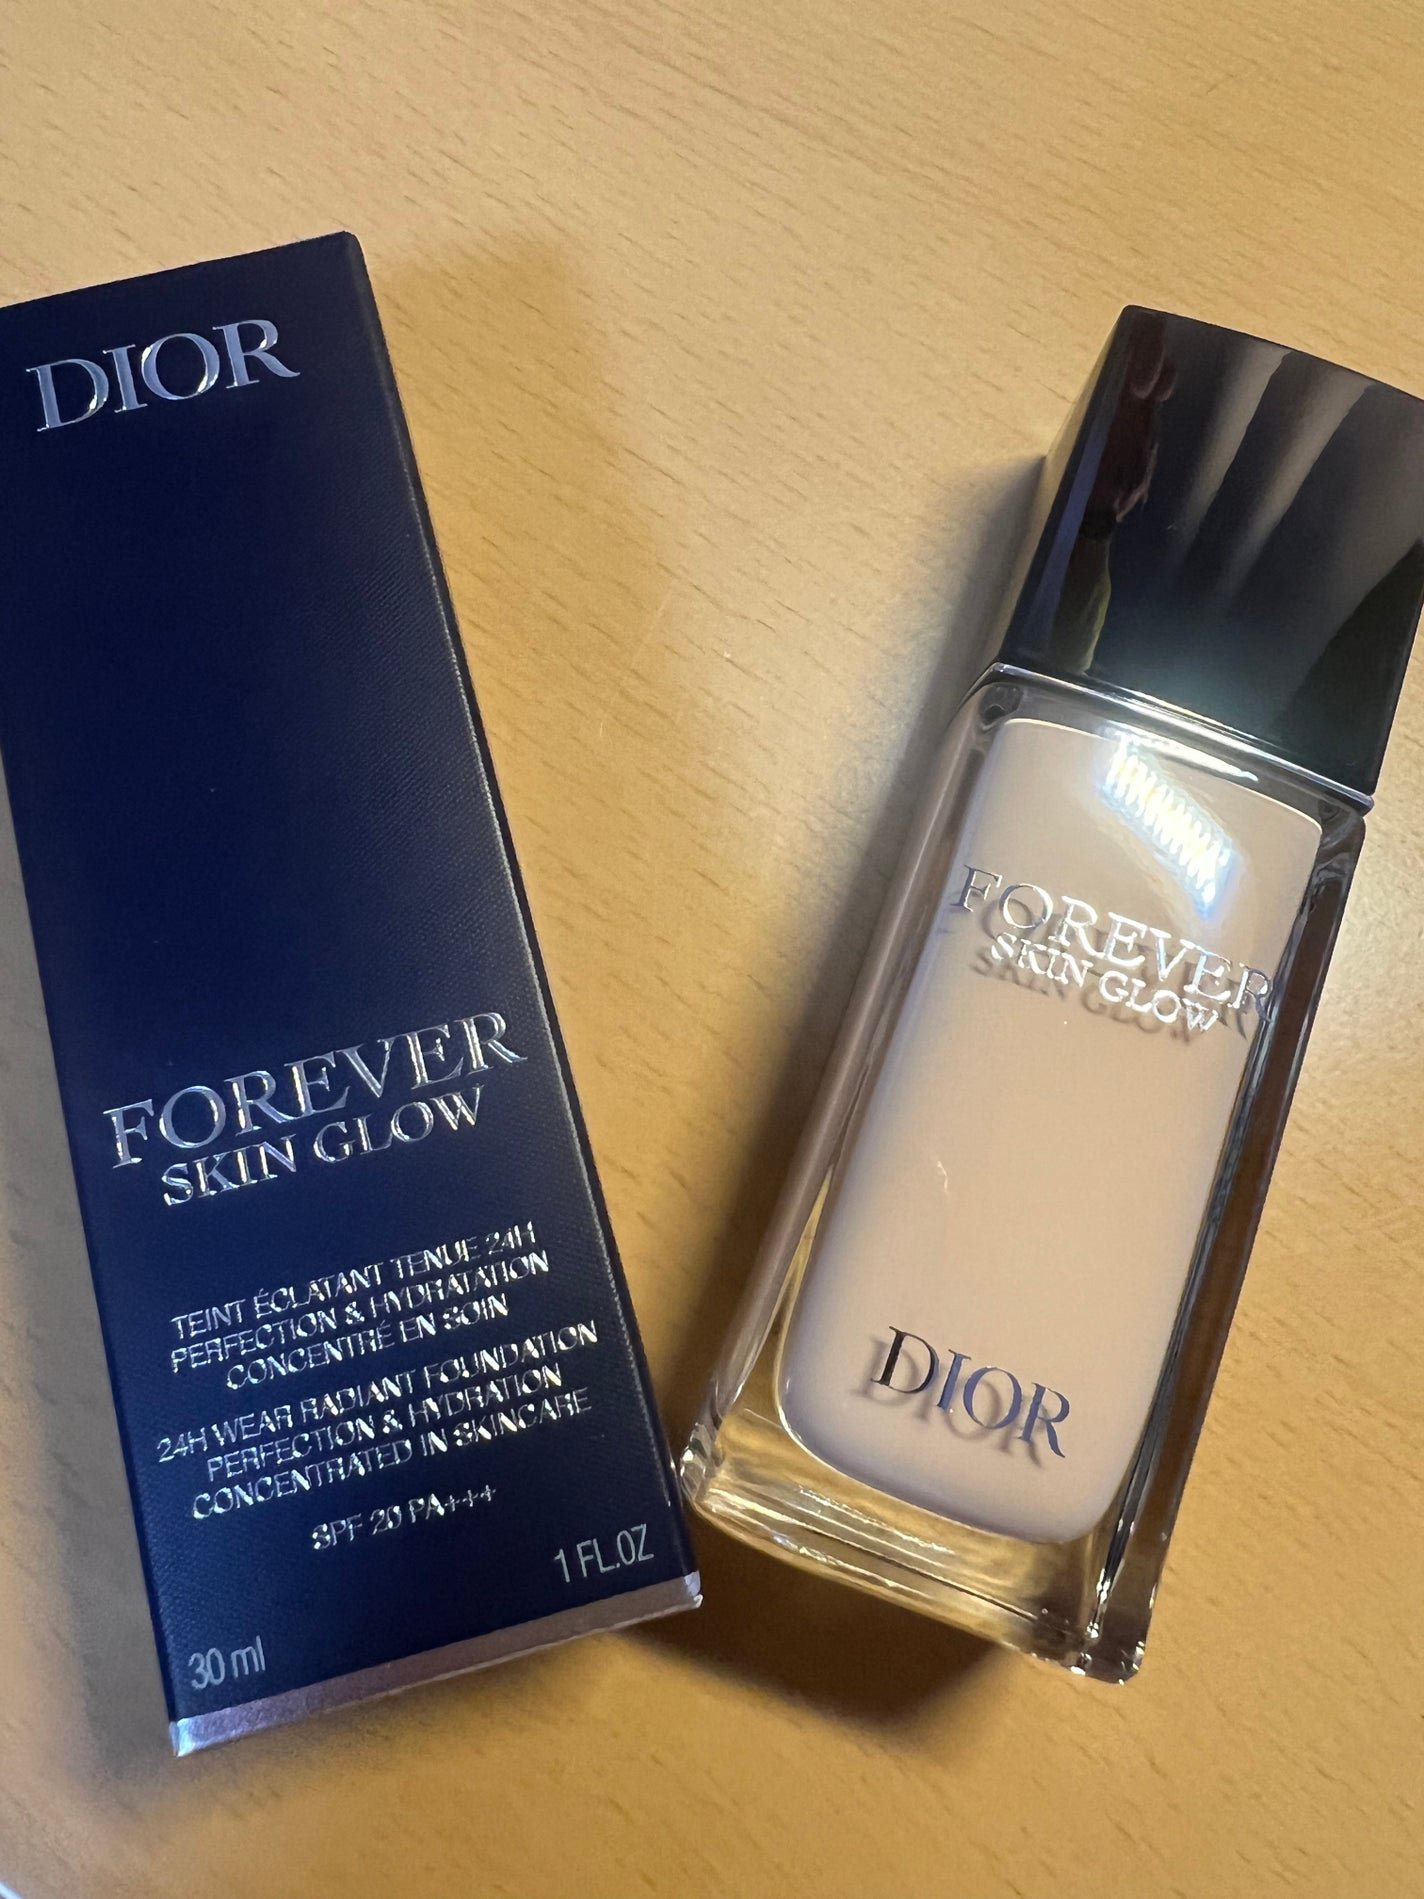 DIOR
FOREVER
SKIN GLOW
TEINT ÉCLATANT TENUE 24H
PERFECTION & HYDRATATION
CONCENTRÉ EN SOIN
24H WEAR RADIANT FOUNDATION
PERFECTION & HYDRATION
CONCENTRATED IN SKINCARE
SPF 20 PA+++
1 FL.OZ
30 ml
FOREVER
SKIN GLOW
DIOR